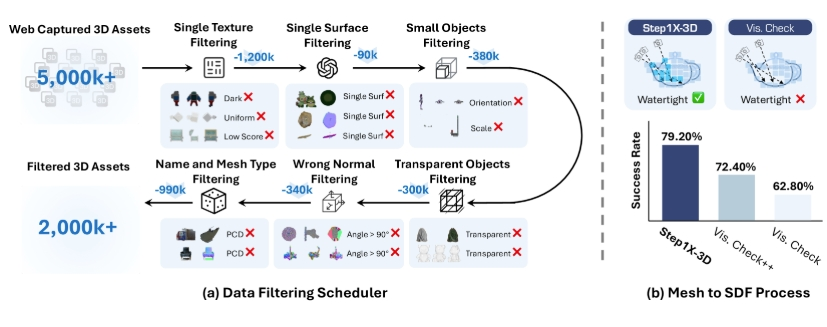 Web Captured 3D Assets
5,000k+
Single Texture
Filtering
-1,200k
Dark
Uniform
Low Score
Single Surface
Filtering
-90k
Single Surf
Single Surf
Single Surf
Small Objects
Filtering
-380k
Orientation
Scale
Filtered 3D Assets
2,000k+
-990k
Name and Mesh Type
Filtering
PCD
PCD
-340k
Wrong Normal
Filtering
Angle > 90°
Angle > 90°
-300k
Transparent Objects
Filtering
Transparent
Transparent
(a) Data Filtering Scheduler
Step1X-3D
Watertight
Vis. Check
Watertight
Success Rate
79.20%
72.40%
62.80%
Step1X-3D
Vis. Check++
Vis. Check
(b) Mesh to SDF Process